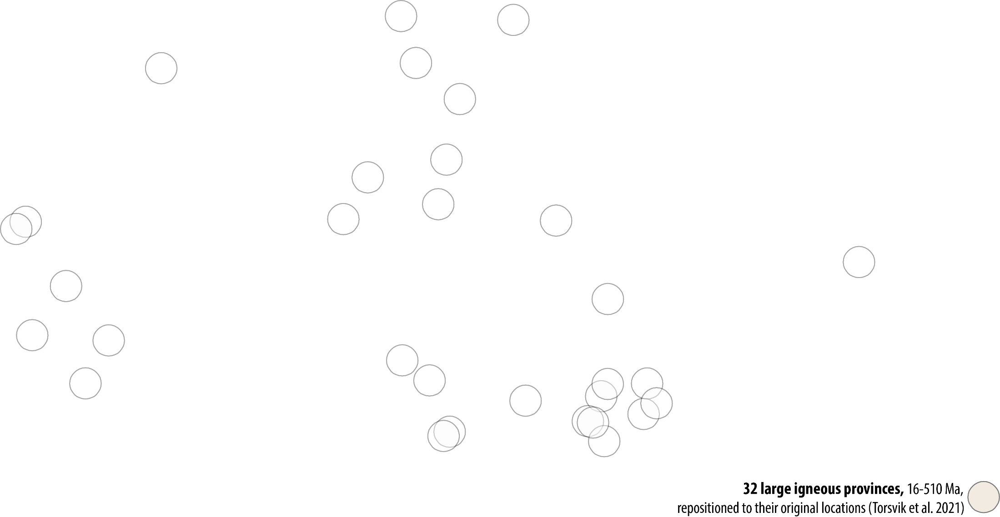 32 large igneous provinces, 16-510 Ma,
repositioned to their original locations (Torsvik et al. 2021)